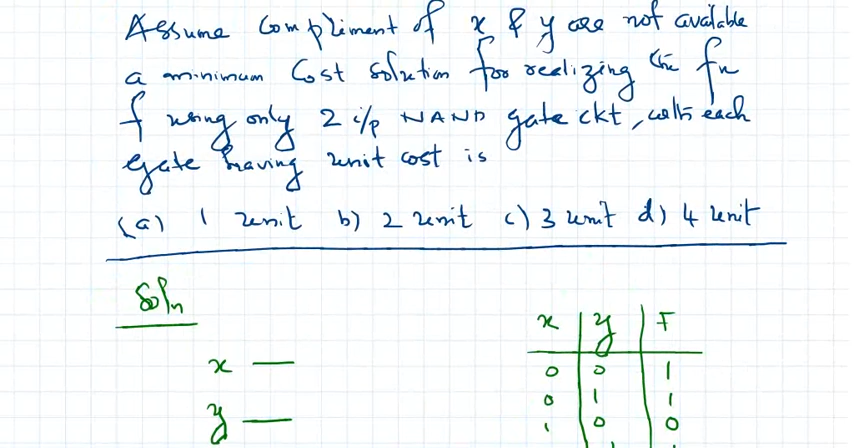 Assume Compliment of x & y are not available
a minimum Cost Solution for realizing the fn
f using only 2 i/p NAND gate ckt, with each
gate having unit cost is
(a) 1 unit b) 2 unit c) 3 unit d) 4 unit
Soln
x y F
0 0 1
0 1 1
1 0 0
x
y